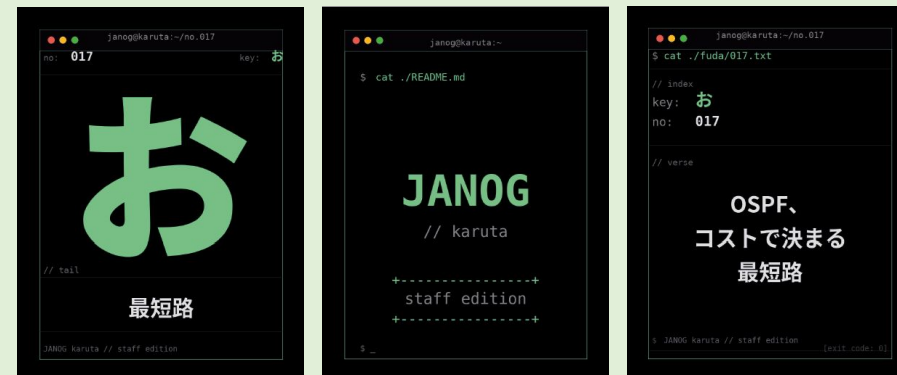 janog@karuta:~/no.017
no: 017 key: お
お
// tail
最短路
JANOG karuta // staff edition
janog@karuta:~
$ cat ./README.md
JANOG
// karuta
+----------------+
staff edition
+----------------+
$ _
janog@karuta:~/no.017
$ cat ./fuda/017.txt
// index
key: お
no: 017
// verse
OSPF、
コストで決まる
最短路
$ JANOG karuta // staff edition
[exit code: 0]